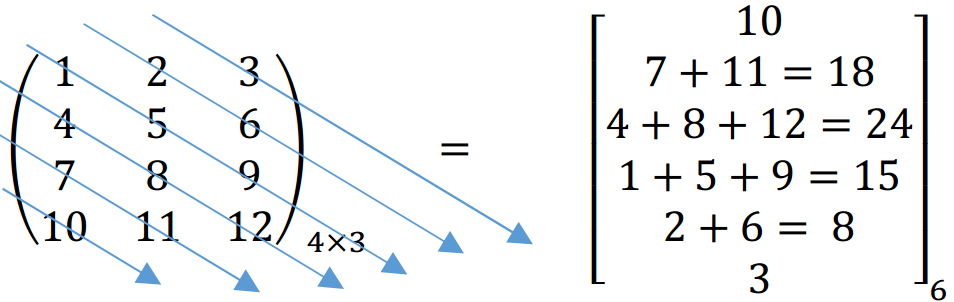 1 2 3
4 5 6
7 8 9
10 11 12
4×3
=
10
7 + 11 = 18
4 + 8 + 12 = 24
1 + 5 + 9 = 15
2 + 6 = 8
3
6